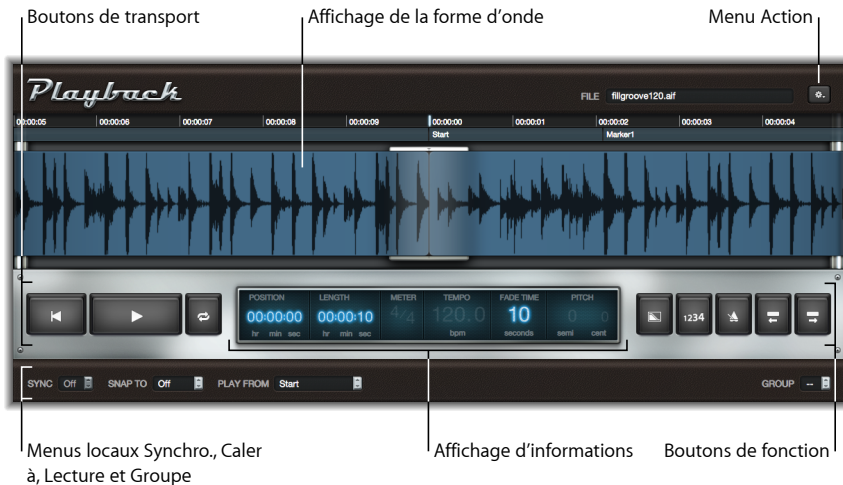 Boutons de transport
Affichage de la forme d'onde
Menu Action
Playback
FILE fillgroove120.aif
00:00:05 00:00:06 00:00:07 00:00:08 00:00:09 00:00:00 00:00:01 00:00:02 00:00:03 00:00:04
Start Marker1
POSITION LENGTH METER TEMPO FADE TIME PITCH
00:00:00 00:00:10 4/4 120.0 10 0 0
hr min sec hr min sec bpm seconds semi cent
1234
SYNC Off SNAP TO Off PLAY FROM Start GROUP --
Menus locaux Synchro., Caler
à, Lecture et Groupe
Affichage d'informations
Boutons de fonction